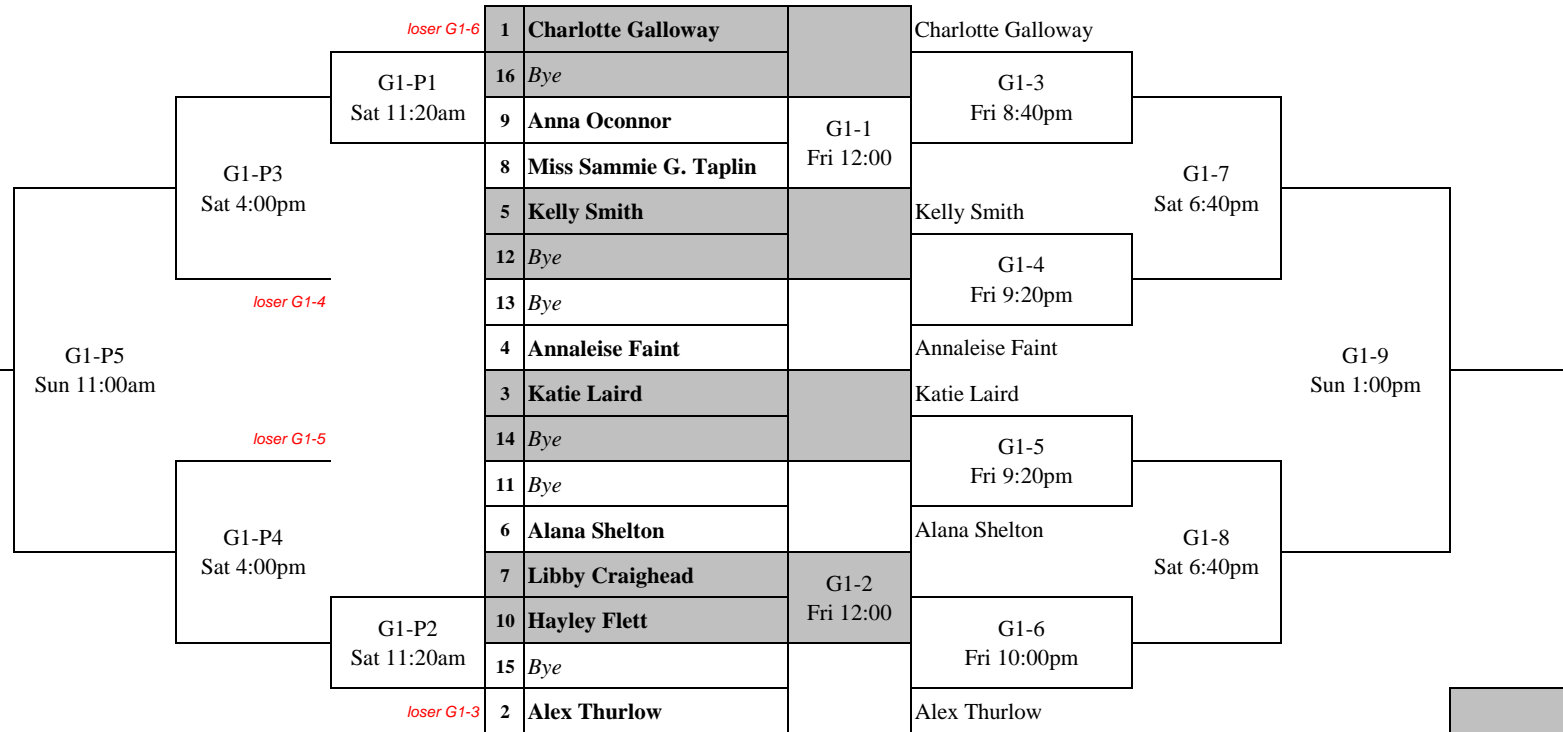 loser G1-6 1 Charlotte Galloway Charlotte Galloway
G1-P1 16 Bye G1-3
Sat 11:20am 9 Anna Oconnor G1-1 Fri 8:40pm
G1-P3 8 Miss Sammie G. Taplin Fri 12:00 G1-7
Sat 4:00pm 5 Kelly Smith Kelly Smith Sat 6:40pm
12 Bye G1-4
loser G1-4 13 Bye Fri 9:20pm
G1-P5 4 Annaleise Faint Annaleise Faint G1-9
Sun 11:00am 3 Katie Laird Katie Laird Sun 1:00pm
loser G1-5 14 Bye G1-5
11 Bye Fri 9:20pm
G1-P4 6 Alana Shelton Alana Shelton G1-8
Sat 4:00pm 7 Libby Craighead G1-2 Sat 6:40pm
G1-P2 10 Hayley Flett Fri 12:00 G1-6
Sat 11:20am 15 Bye Fri 10:00pm
loser G1-3 2 Alex Thurlow Alex Thurlow